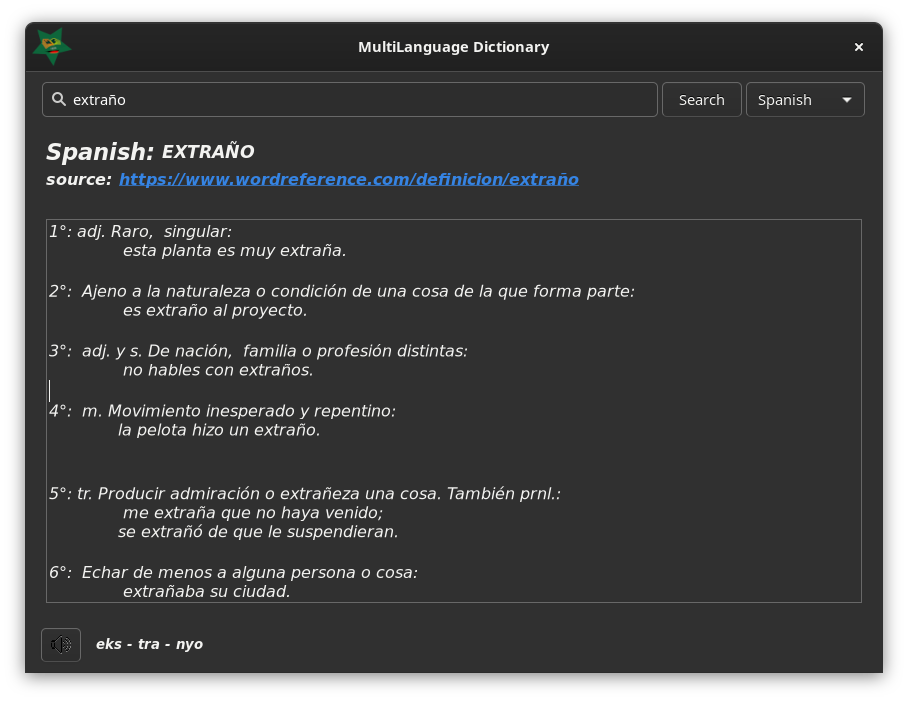 MultiLanguage Dictionary
extraño
Search
Spanish
Spanish: EXTRAÑO
source: https://www.wordreference.com/definicion/extraño
1°: adj. Raro,  singular:
esta planta es muy extraña.
2°:  Ajeno a la naturaleza o condición de una cosa de la que forma parte:
es extraño al proyecto.
3°:  adj. y s. De nación,  familia o profesión distintas:
no hables con extraños.
4°:  m. Movimiento inesperado y repentino:
la pelota hizo un extraño.
5°: tr. Producir admiración o extrañeza una cosa. También prnl.:
me extraña que no haya venido;
se extrañó de que le suspendieran.
6°:  Echar de menos a alguna persona o cosa:
extrañaba su ciudad.
eks - tra - nyo